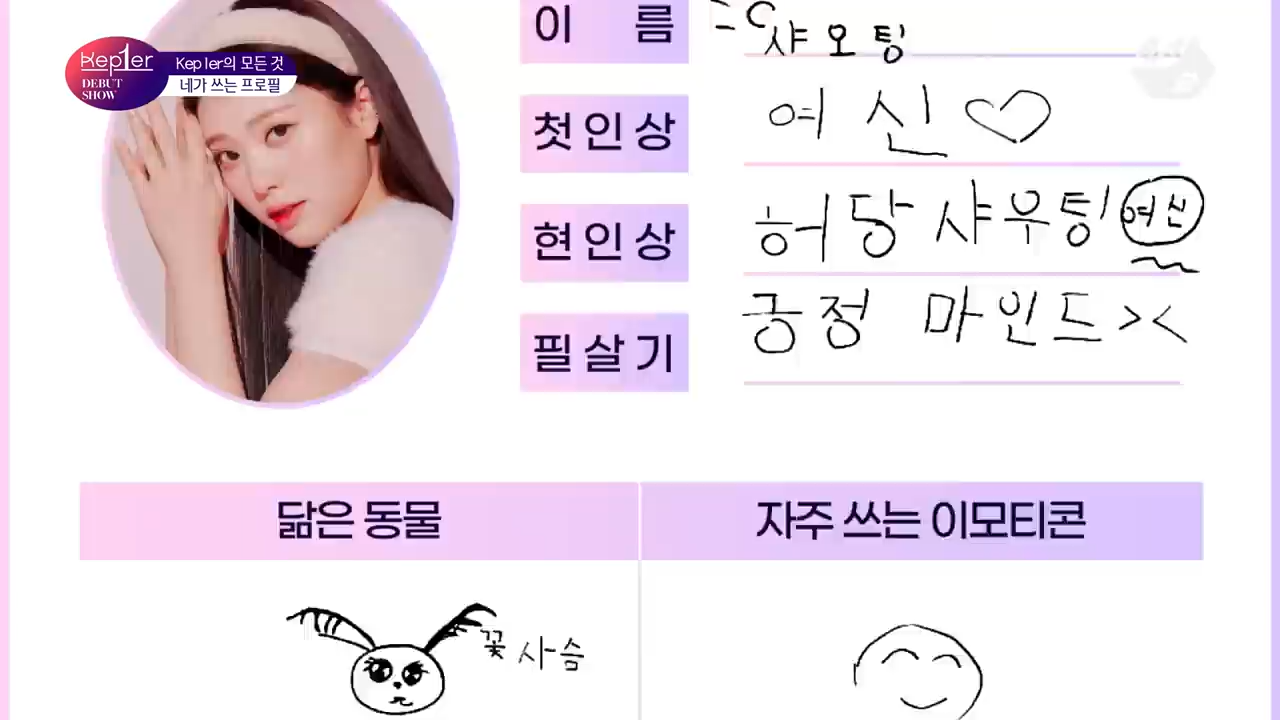 Kep1er
DEBUT
SHOW
Kep1er의 모든 것
네가 쓰는 프로필
이 름
샤오팅
첫인상
여신♡
현인상
허당샤우팅 여신
필살기
긍정 마인드><
닮은 동물
자주 쓰는 이모티콘
꽃사슴